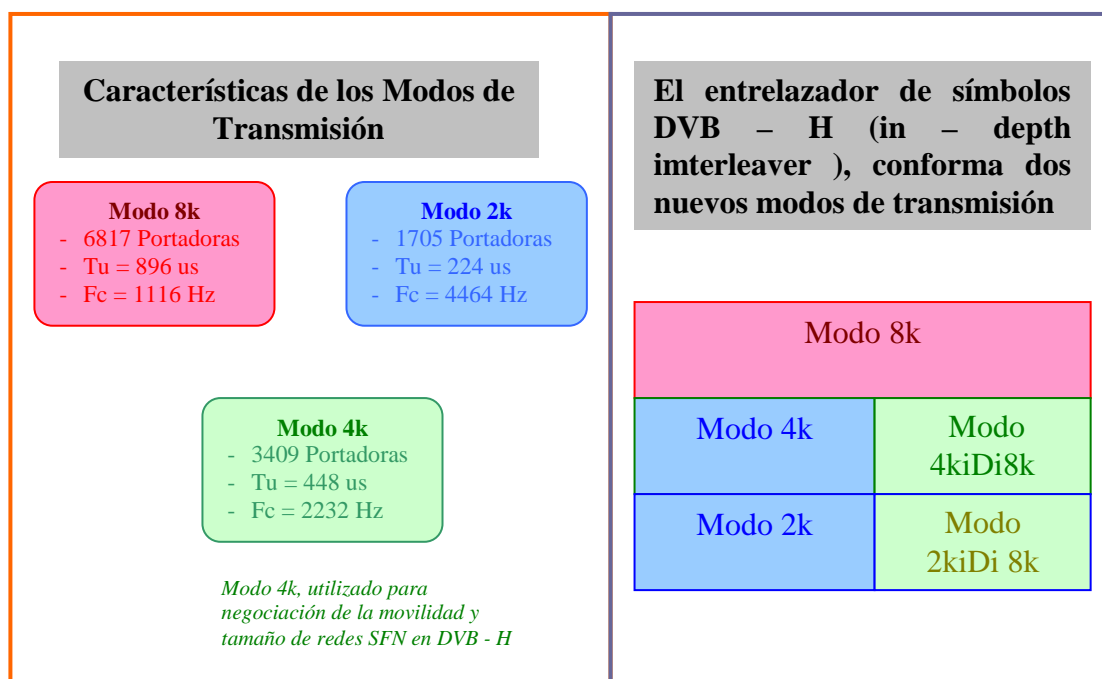 Características de los Modos de
Transmisión
Modo 8k
- 6817 Portadoras
- Tu = 896 us
- Fc = 1116 Hz
Modo 2k
- 1705 Portadoras
- Tu = 224 us
- Fc = 4464 Hz
Modo 4k
- 3409 Portadoras
- Tu = 448 us
- Fc = 2232 Hz
Modo 4k, utilizado para
negociación de la movilidad y
tamaño de redes SFN en DVB - H
El entrelazador de símbolos
DVB – H (in – depth
imterleaver ), conforma dos
nuevos modos de transmisión
Modo 8k
Modo 4k
Modo
4kiDi8k
Modo 2k
Modo
2kiDi 8k